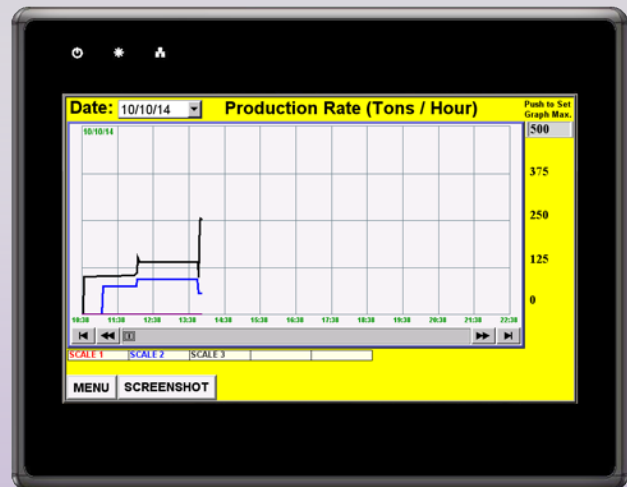 Date: 10/10/14 Production Rate (Tons / Hour) Push to Set
Graph Max.
10/10/14
500
375
250
125
0
10:38 11:38 12:38 13:38 14:38 15:38 16:38 17:38 18:38 19:38 20:38 21:38 22:38
SCALE 1 SCALE 2 SCALE 3
MENU SCREENSHOT